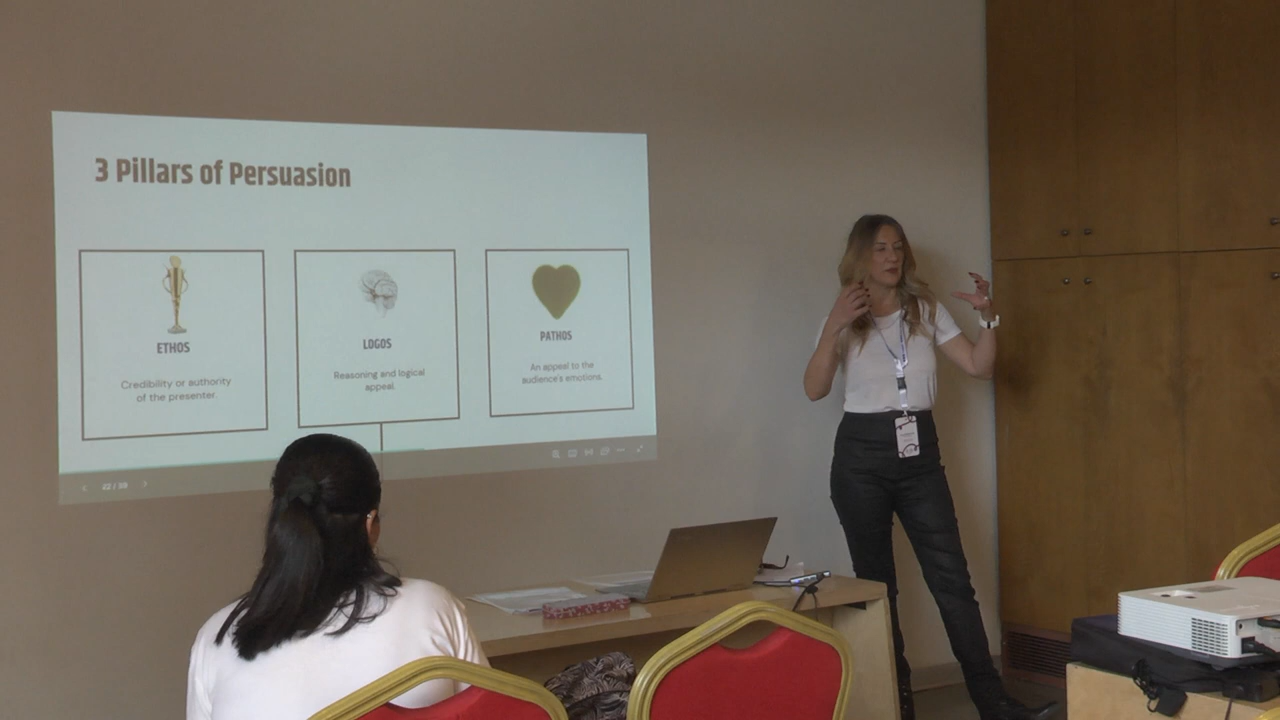 3 Pillars of Persuasion
ETHOS
Credibility or authority
of the presenter.
LOGOS
Reasoning and logical
appeal.
PATHOS
An appeal to the
audience's emotions.